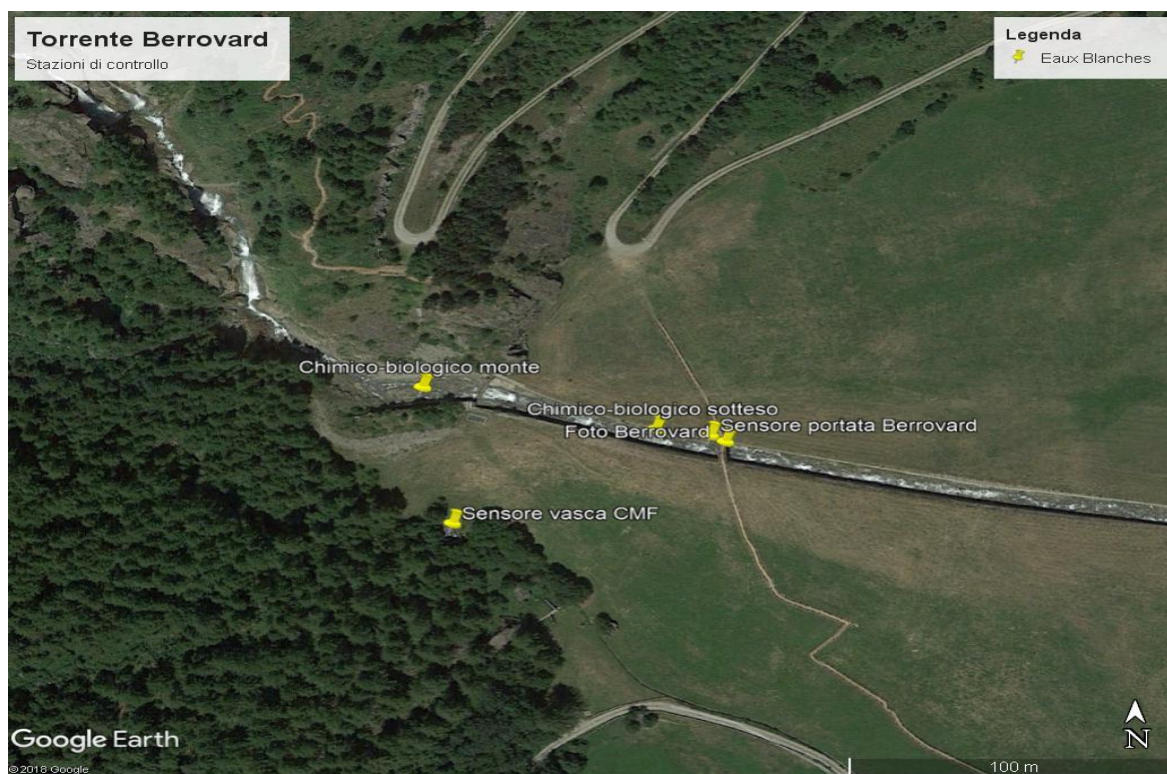 Torrente Berrovard
Stazioni di controllo
Legenda
Eaux Blanches
Chimico-biologico monte
Chimico-biologico sotteso
Foto Berrovard
Sensore portata Berrovard
Sensore vasca CMF
Google Earth
© 2018 Google
N
100 m